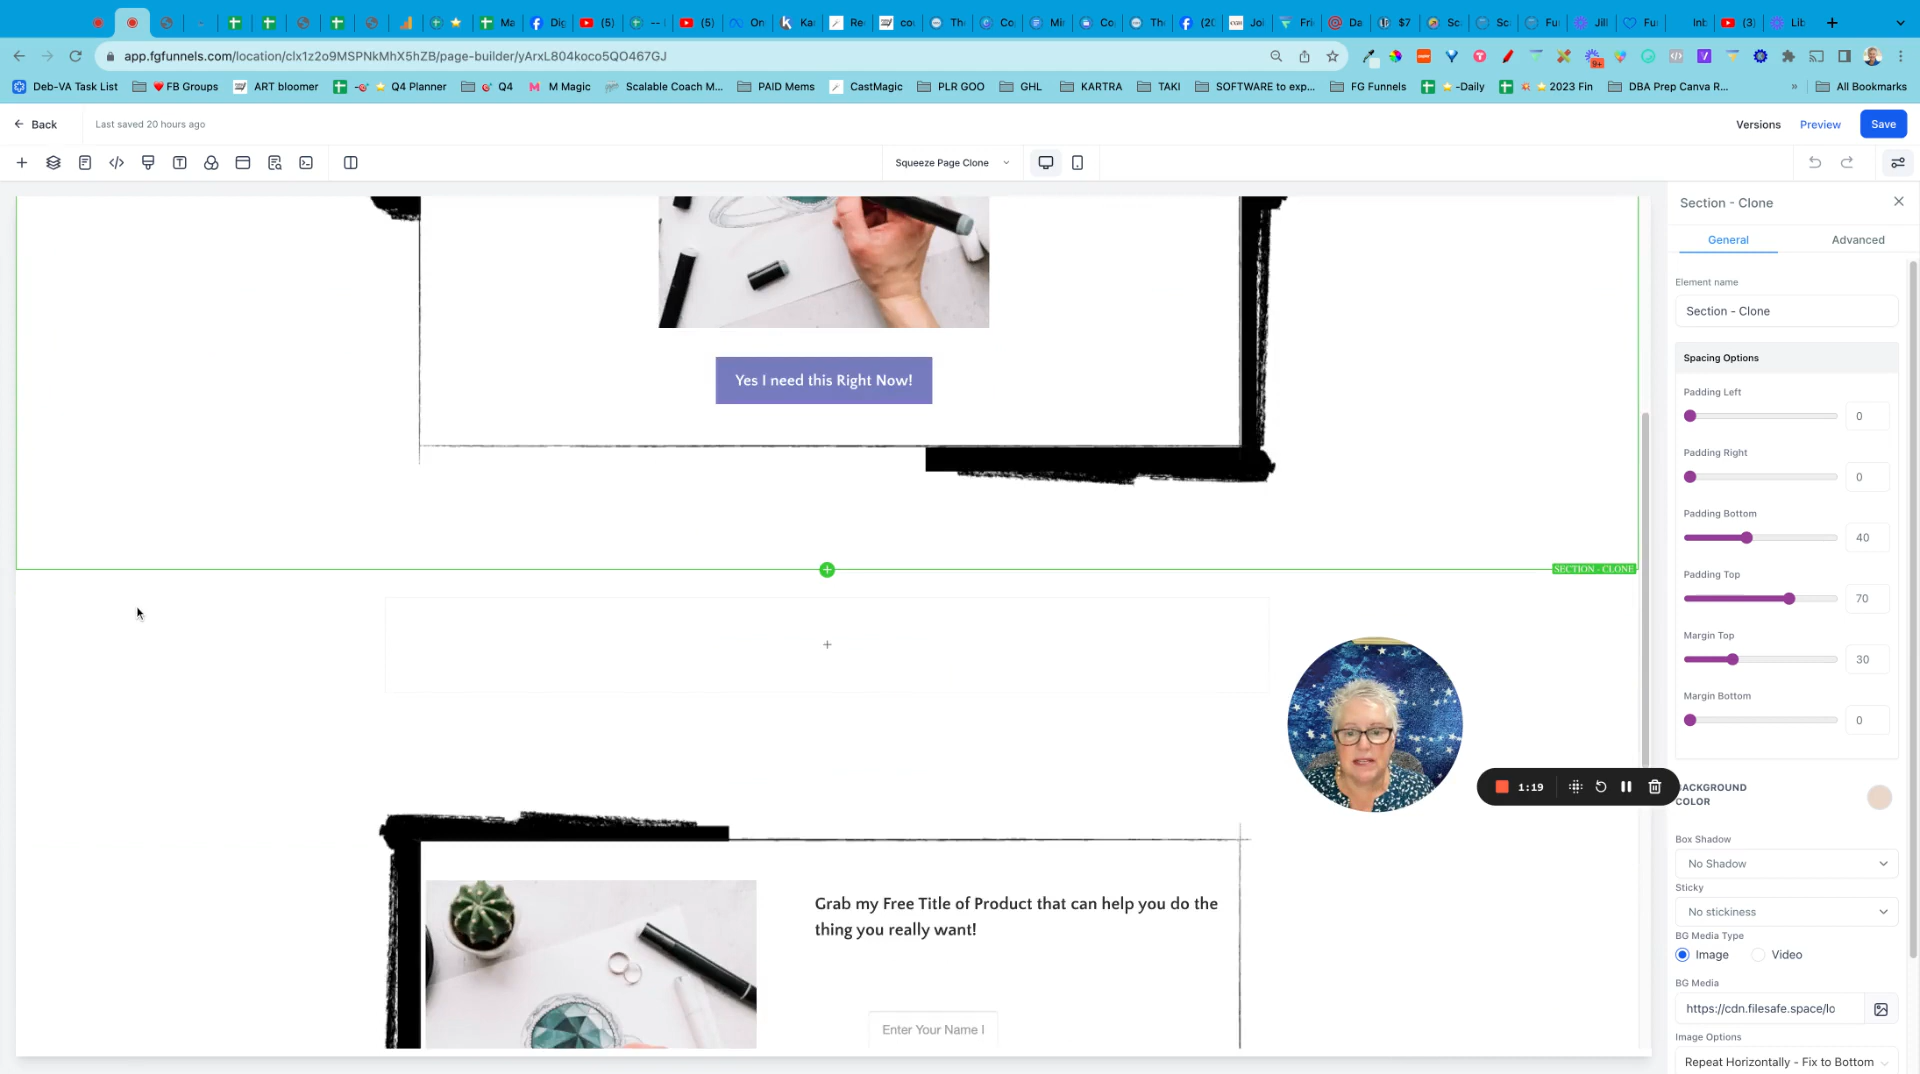 (5)
-- I
(5)
$7
(3)
app.fgfunnels.com/location/clx1z2o9MSPNkMhX5hZB/page-builder/yArxL804koco5QO467GJ
9+
Deb-VA Task List
FB Groups
ART bloomer
Q4 Planner
Q4
M Magic
Scalable Coach M...
PAID Mems
CastMagic
PLR GOO
GHL
KARTRA
TAKI
SOFTWARE to exp...
FG Funnels
-Daily
2023 Fin
DBA Prep Canva R...
»
All Bookmarks
Back
Last saved 20 hours ago
Versions
Preview
Save
Squeeze Page Clone
Section - Clone
General
Advanced
Element name
Section - Clone
Spacing Options
Padding Left
0
Padding Right
0
Padding Bottom
40
Padding Top
70
Margin Top
30
Margin Bottom
0
BACKGROUND
COLOR
Box Shadow
No Shadow
Sticky
No stickiness
BG Media Type
Image
Video
BG Media
https://cdn.filesafe.space/lo
Image Options
Repeat Horizontally - Fix to Bottom
Yes I need this Right Now!
SECTION - CLONE
1:19
Grab my Free Title of Product that can help you do the
thing you really want!
Enter Your Name I